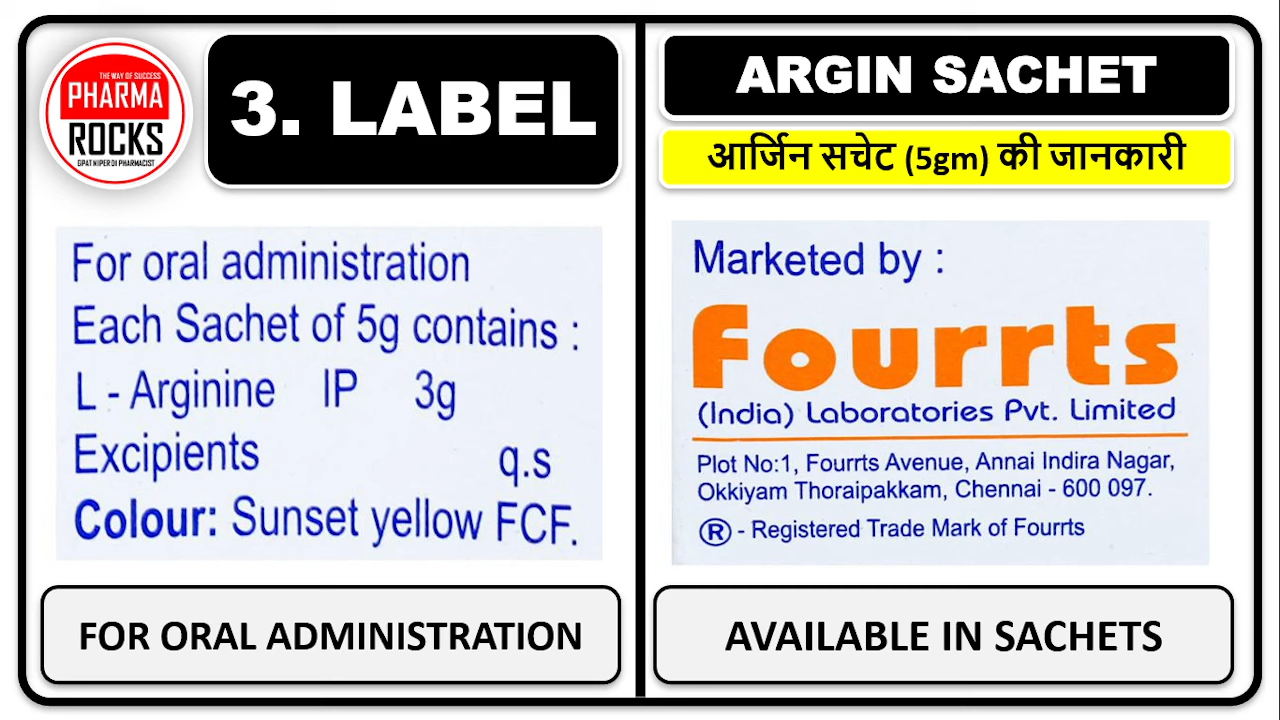 THE WAY OF SUCCESS
PHARMA
ROCKS
GPAT NIPER DI PHARMACIST
3. LABEL
For oral administration
Each Sachet of 5g contains :
L - Arginine IP 3g
Excipients q.s
Colour: Sunset yellow FCF.
FOR ORAL ADMINISTRATION
ARGIN SACHET
आर्जिन सचेट (5gm) की जानकारी
Marketed by :
fourrts
(India) Laboratories Pvt. Limited
Plot No:1, Fourrts Avenue, Annai Indira Nagar,
Okkiyam Thoraipakkam, Chennai - 600 097.
® - Registered Trade Mark of Fourrts
AVAILABLE IN SACHETS